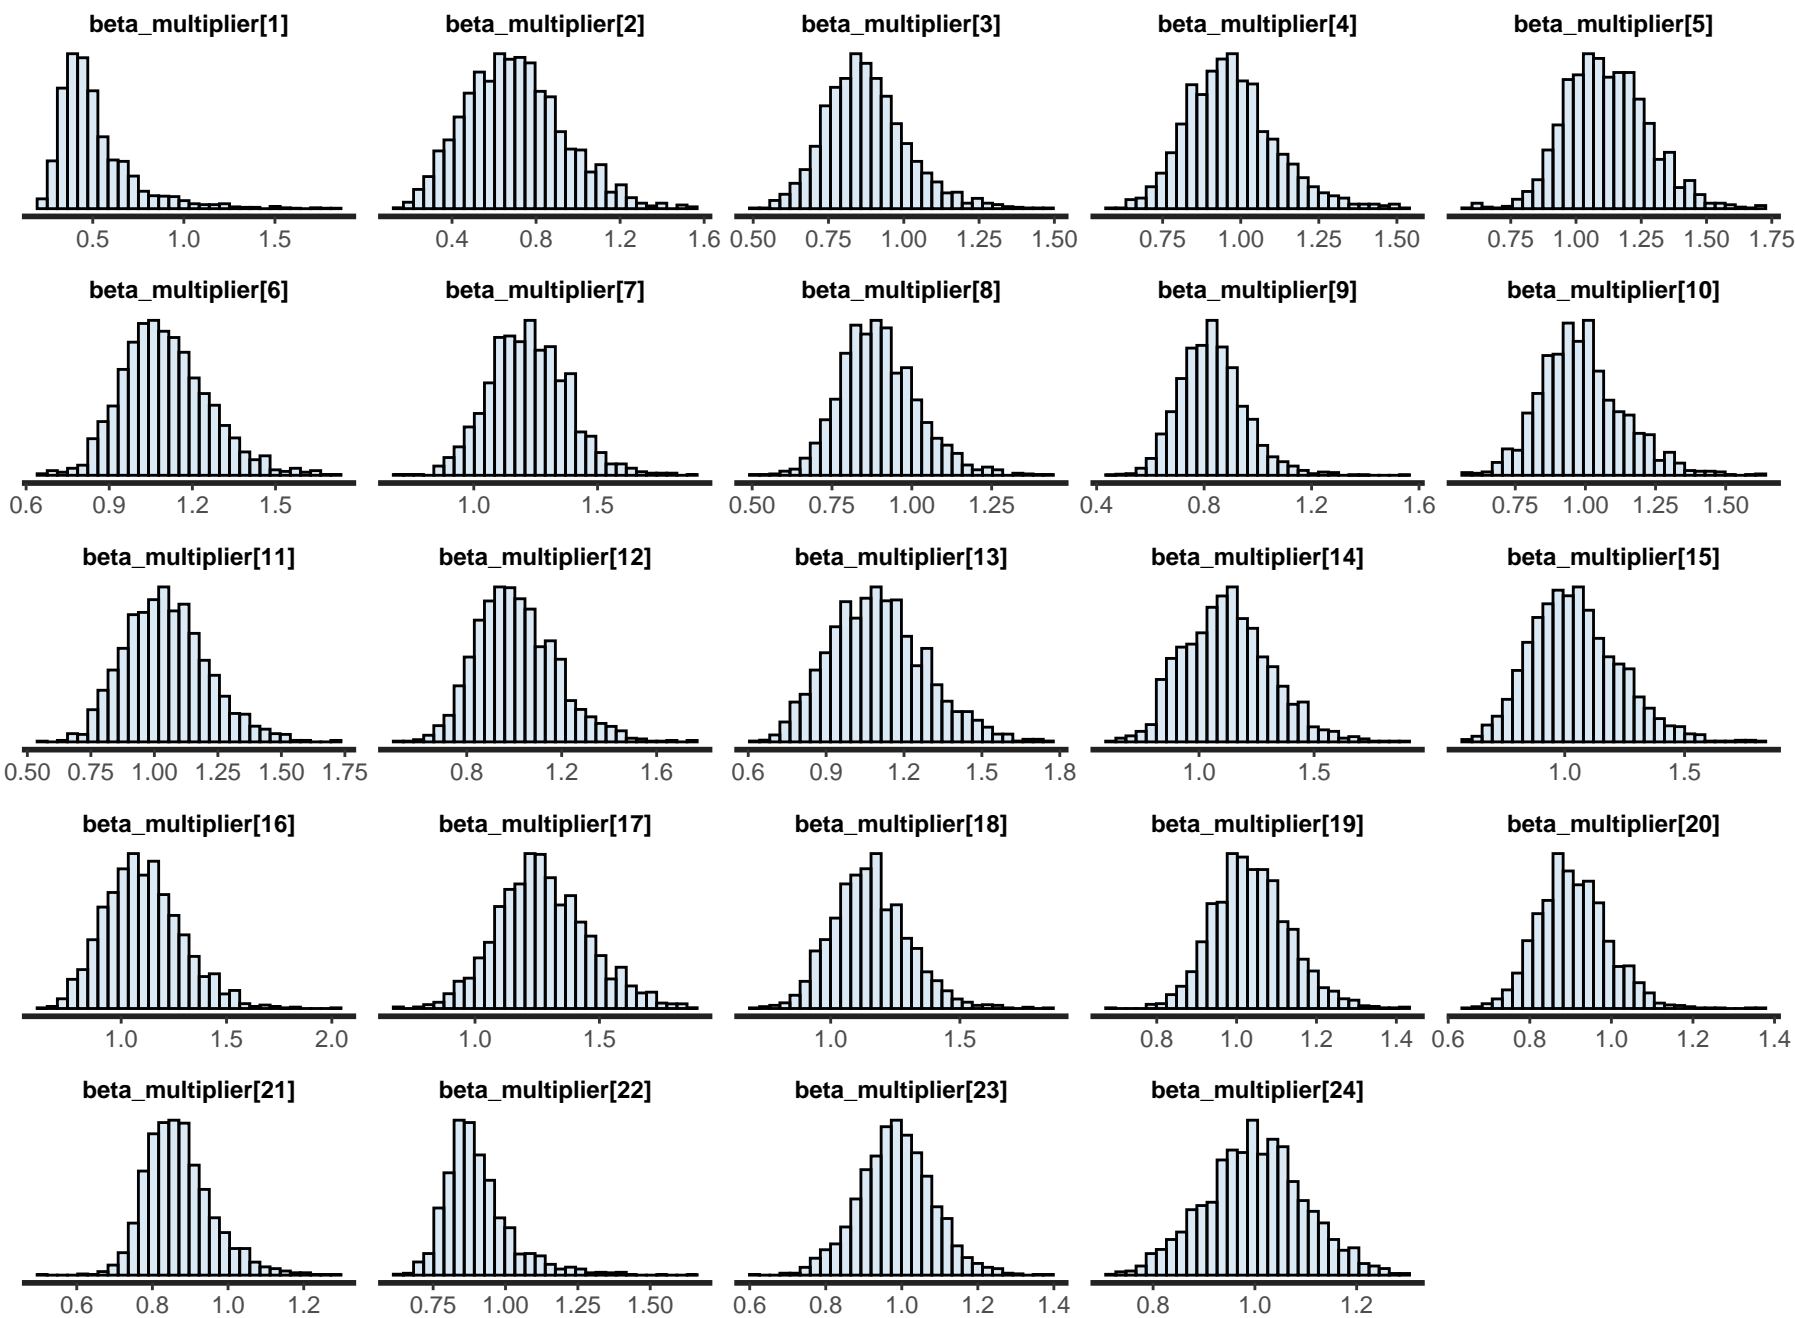 beta_multiplier[1] beta_multiplier[2] beta_multiplier[3] beta_multiplier[4] beta_multiplier[5]
0.5 1.0 1.5 0.4 0.8 1.2 1.6 0.50 0.75 1.00 1.25 1.50 0.75 1.00 1.25 1.50 0.75 1.00 1.25 1.50 1.75
beta_multiplier[6] beta_multiplier[7] beta_multiplier[8] beta_multiplier[9] beta_multiplier[10]
0.6 0.9 1.2 1.5 1.0 1.5 0.50 0.75 1.00 1.25 0.4 0.8 1.2 1.6 0.75 1.00 1.25 1.50
beta_multiplier[11] beta_multiplier[12] beta_multiplier[13] beta_multiplier[14] beta_multiplier[15]
0.50 0.75 1.00 1.25 1.50 1.75 0.8 1.2 1.6 0.6 0.9 1.2 1.5 1.8 1.0 1.5 1.0 1.5
beta_multiplier[16] beta_multiplier[17] beta_multiplier[18] beta_multiplier[19] beta_multiplier[20]
1.0 1.5 2.0 1.0 1.5 1.0 1.5 0.8 1.0 1.2 1.4 0.6 0.8 1.0 1.2 1.4
beta_multiplier[21] beta_multiplier[22] beta_multiplier[23] beta_multiplier[24]
0.6 0.8 1.0 1.2 0.75 1.00 1.25 1.50 0.6 0.8 1.0 1.2 1.4 0.8 1.0 1.2